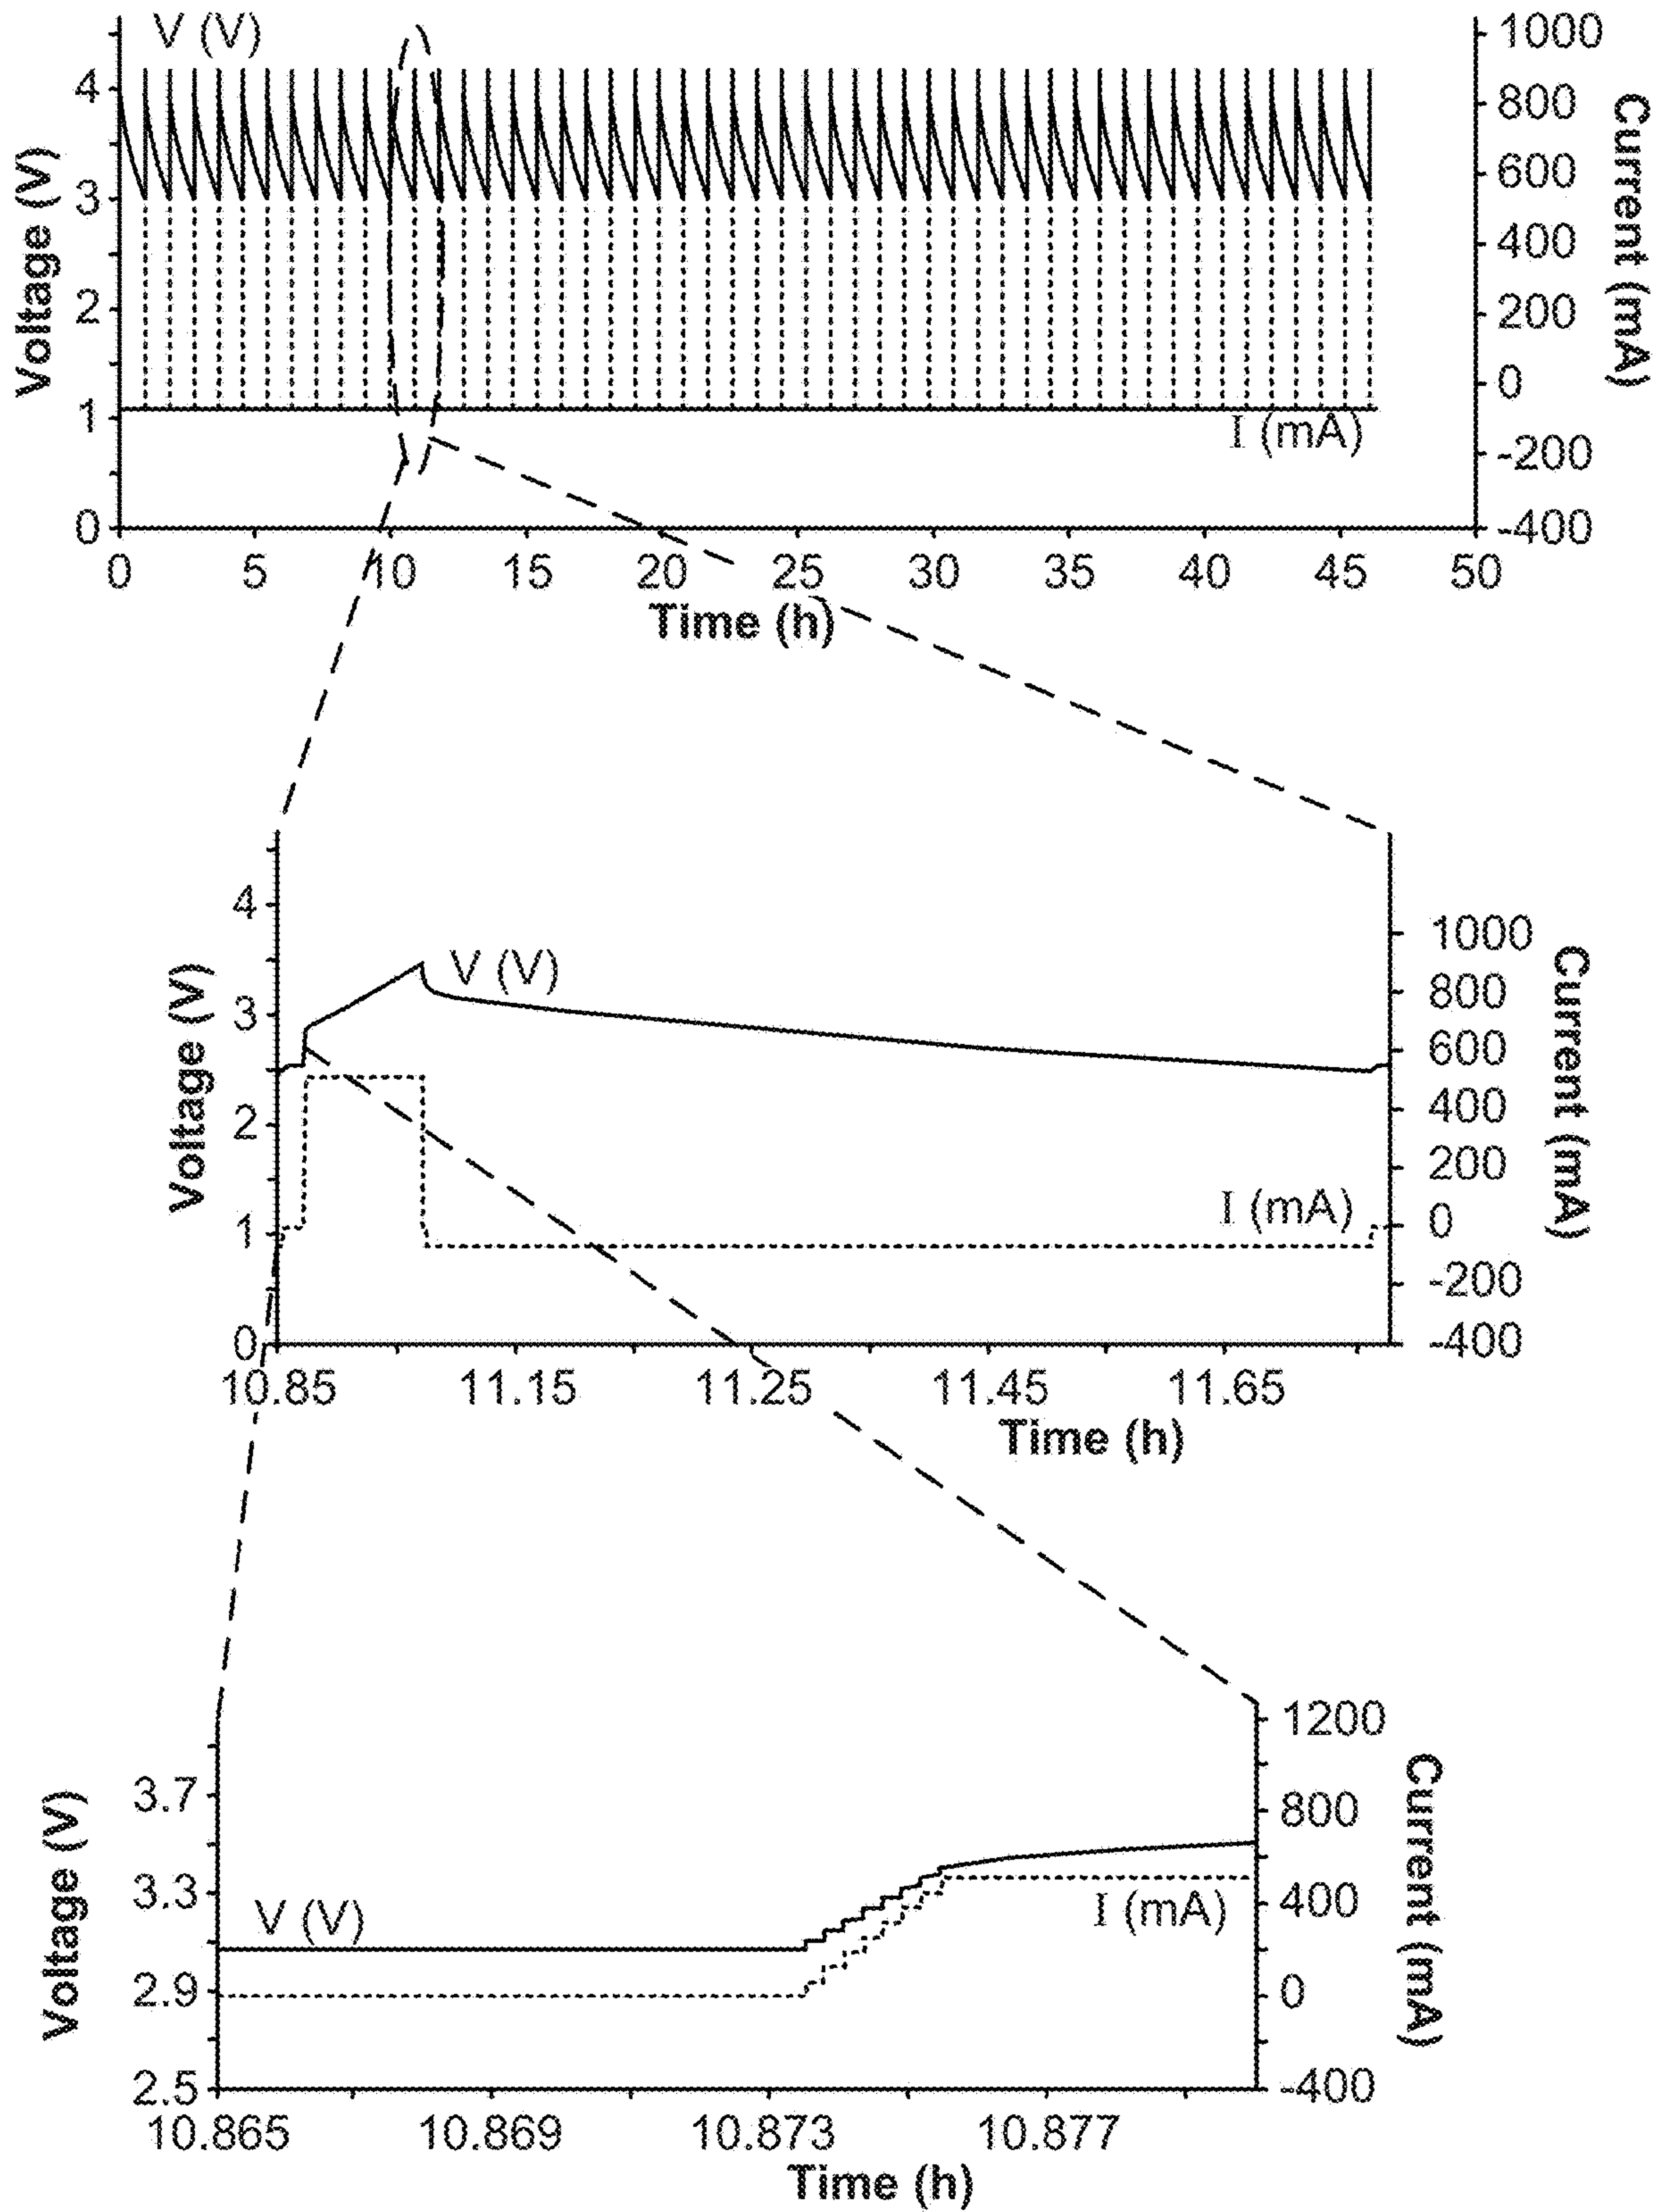 V (V)
1000
4
800
3
600
400
2
200
0
1
I (mA)
-200
0
-400
Voltage (V)
Current (mA)
0 5 10 15 20 25 30 35 40 45 50
Time (h)
4
1000
V (V)
800
3
600
2
400
200
I (mA)
1
0
-200
0
-400
Voltage (V)
Current (mA)
10.85 11.15 11.25 11.45 11.65
Time (h)
1200
3.7
800
3.3
400
V (V)
I (mA)
2.9
0
2.5
-400
Voltage (V)
Current (mA)
10.865 10.869 10.873 10.877
Time (h)